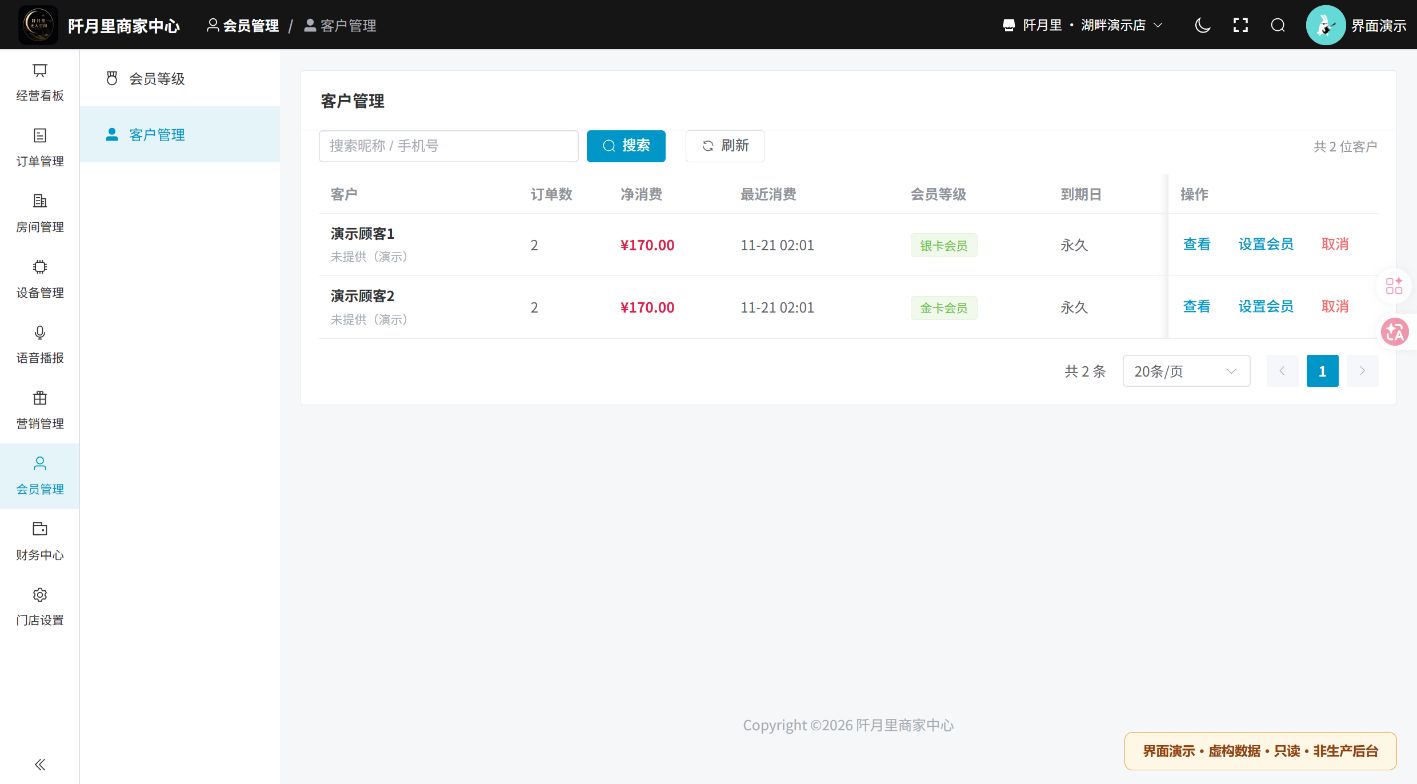 阡月里商家中心 会员管理 / 客户管理 阡月里 · 湖畔演示店 界面演示
经营看板
订单管理
房间管理
设备管理
语音播报
营销管理
会员管理
财务中心
门店设置
会员等级
客户管理
客户管理
搜索昵称 / 手机号 搜索 刷新 共 2 位客户
客户 订单数 净消费 最近消费 会员等级 到期日 操作
演示顾客1
未提供（演示） 2 ¥170.00 11-21 02:01 银卡会员 永久 查看 设置会员 取消
演示顾客2
未提供（演示） 2 ¥170.00 11-21 02:01 金卡会员 永久 查看 设置会员 取消
共 2 条 20条/页 1
Copyright ©2026 阡月里商家中心
界面演示·虚构数据·只读·非生产后台